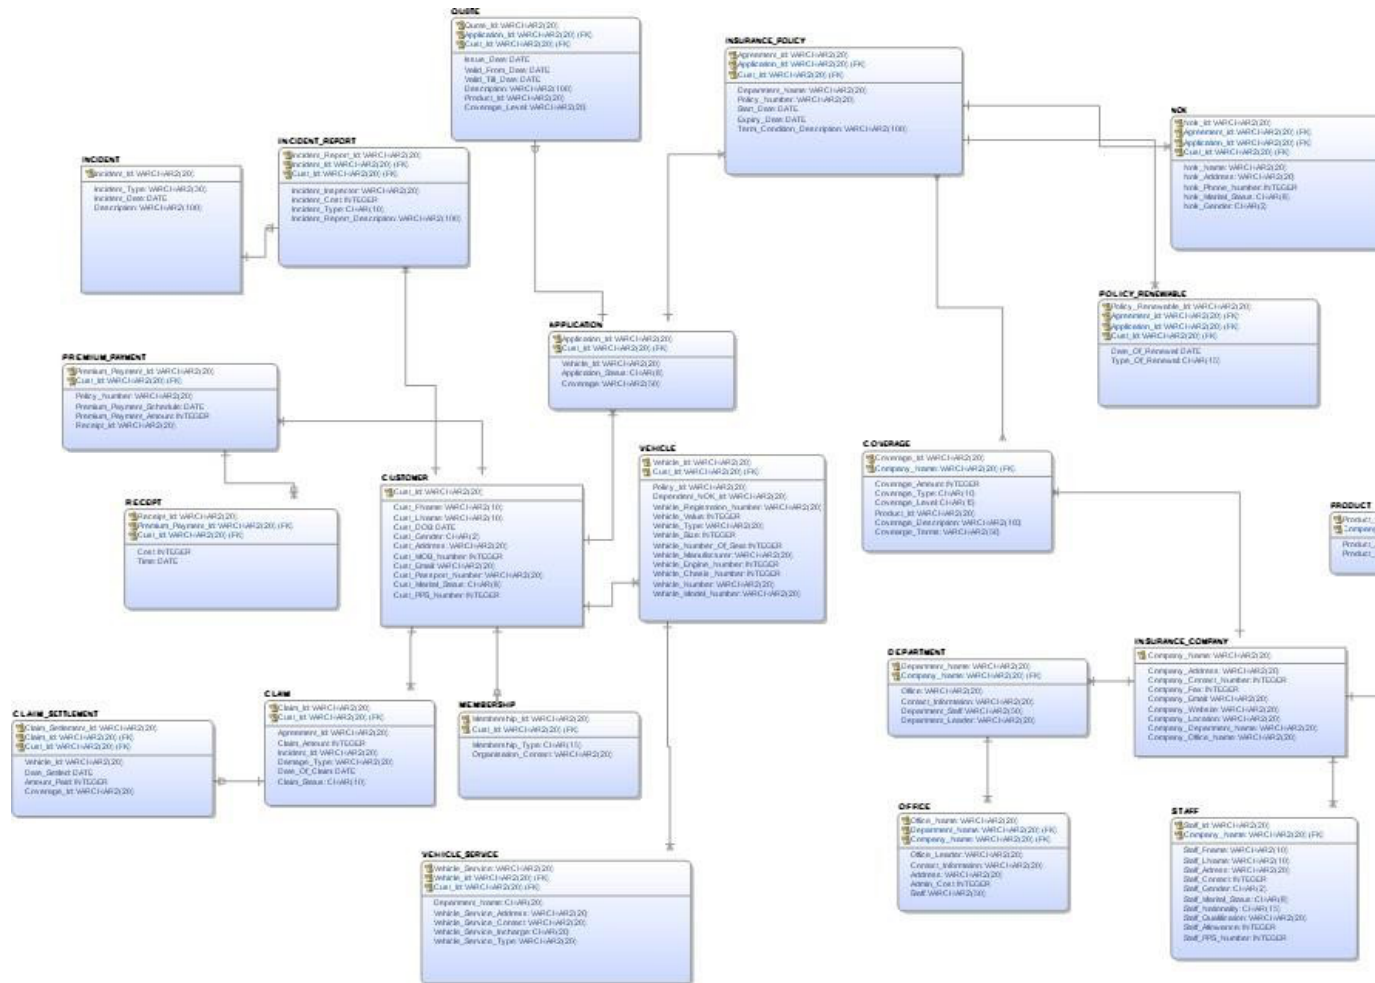 QUOTE
Quote_Id: VARCHAR2(20)
Application_Id: VARCHAR2(20) (FK)
Cust_Id: VARCHAR2(20) (FK)
Issue_Date: DATE
Valid_From_Date: DATE
Valid_Till_Date: DATE
Description: VARCHAR2(100)
Product_Id: VARCHAR2(20)
Coverage_Level: VARCHAR2(20)
INSURANCE_POLICY
Agreement_Id: VARCHAR2(20)
Application_Id: VARCHAR2(20) (FK)
Cust_Id: VARCHAR2(20) (FK)
Department_Name: VARCHAR2(20)
Policy_Number: VARCHAR2(20)
Start_Date: DATE
Expiry_Date: DATE
Term_Condition_Description: VARCHAR2(100)
NOK
Nok_Id: VARCHAR2(20)
Agreement_Id: VARCHAR2(20) (FK)
Application_Id: VARCHAR2(20) (FK)
Cust_Id: VARCHAR2(20) (FK)
Nok_Name: VARCHAR2(20)
Nok_Address: VARCHAR2(20)
Nok_Phone_Number: INTEGER
Nok_Marital_Status: CHAR(8)
Nok_Gender: CHAR(2)
INCIDENT_REPORT
Incident_Report_Id: VARCHAR2(20)
Incident_Id: VARCHAR2(20) (FK)
Cust_Id: VARCHAR2(20) (FK)
Incident_Inspector: VARCHAR2(20)
Incident_Cost: INTEGER
Incident_Type: CHAR(10)
Incident_Report_Description: VARCHAR2(100)
INCIDENT
Incident_Id: VARCHAR2(20)
Incident_Type: VARCHAR2(30)
Incident_Date: DATE
Description: VARCHAR2(100)
POLICY_RENEWABLE
Policy_Renewable_Id: VARCHAR2(20)
Agreement_Id: VARCHAR2(20) (FK)
Application_Id: VARCHAR2(20) (FK)
Cust_Id: VARCHAR2(20) (FK)
Date_Of_Renewal: DATE
Type_Of_Renewal: CHAR(15)
APPLICATION
Application_Id: VARCHAR2(20)
Cust_Id: VARCHAR2(20) (FK)
Vehicle_Id: VARCHAR2(20)
Application_Status: CHAR(8)
Coverage: VARCHAR2(50)
PREMIUM_PAYMENT
Premium_Payment_Id: VARCHAR2(20)
Cust_Id: VARCHAR2(20) (FK)
Policy_Number: VARCHAR2(20)
Premium_Payment_Schedule: DATE
Premium_Payment_Amount: INTEGER
Receipt_Id: VARCHAR2(20)
RECEIPT
Receipt_Id: VARCHAR2(20)
Premium_Payment_Id: VARCHAR2(20) (FK)
Cust_Id: VARCHAR2(20) (FK)
Cost: INTEGER
Time: DATE
CUSTOMER
Cust_Id: VARCHAR2(20)
Cust_FName: VARCHAR2(10)
Cust_LName: VARCHAR2(10)
Cust_DOB: DATE
Cust_Gender: CHAR(2)
Cust_Address: VARCHAR2(20)
Cust_MOB_Number: INTEGER
Cust_Email: VARCHAR2(20)
Cust_Passport_Number: VARCHAR2(20)
Cust_Marital_Status: CHAR(8)
Cust_PPS_Number: INTEGER
VEHICLE
Vehicle_Id: VARCHAR2(20)
Cust_Id: VARCHAR2(20) (FK)
Policy_Id: VARCHAR2(20)
Dependent_NOK_Id: VARCHAR2(20)
Vehicle_Registration_Number: VARCHAR2(20)
Vehicle_Value: INTEGER
Vehicle_Type: VARCHAR2(20)
Vehicle_Size: INTEGER
Vehicle_Number_Of_Seat: INTEGER
Vehicle_Manufacturer: VARCHAR2(20)
Vehicle_Engine_Number: INTEGER
Vehicle_Chasis_Number: INTEGER
Vehicle_Number: VARCHAR2(20)
Vehicle_Model_Number: VARCHAR2(20)
COVERAGE
Coverage_Id: VARCHAR2(20)
Company_Name: VARCHAR2(20) (FK)
Coverage_Amount: INTEGER
Coverage_Type: CHAR(10)
Coverage_Level: CHAR(15)
Product_Id: VARCHAR2(20)
Coverage_Description: VARCHAR2(100)
Coverage_Terms: VARCHAR2(50)
PRODUCT
Product_
Company
Product_
Product_
INSURANCE_COMPANY
Company_Name: VARCHAR2(20)
Company_Address: VARCHAR2(20)
Company_Contact_Number: INTEGER
Company_Fax: INTEGER
Company_Email: VARCHAR2(20)
Company_Website: VARCHAR2(20)
Company_Location: VARCHAR2(20)
Company_Department_Name: VARCHAR2(20)
Company_Office_Name: VARCHAR2(20)
DEPARTMENT
Department_Name: VARCHAR2(20)
Company_Name: VARCHAR2(20) (FK)
Office: VARCHAR2(20)
Contact_Information: VARCHAR2(20)
Department_Staff: VARCHAR2(50)
Department_Leader: VARCHAR2(20)
CLAIM
Claim_Id: VARCHAR2(20)
Cust_Id: VARCHAR2(20) (FK)
Agreement_Id: VARCHAR2(20)
Claim_Amount: INTEGER
Incident_Id: VARCHAR2(20)
Damage_Type: VARCHAR2(20)
Date_Of_Claim: DATE
Claim_Status: CHAR(10)
MEMBERSHIP
Membership_Id: VARCHAR2(20)
Cust_Id: VARCHAR2(20) (FK)
Membership_Type: CHAR(15)
Organisation_Contact: VARCHAR2(20)
CLAIM_SETTLEMENT
Claim_Settlement_Id: VARCHAR2(20)
Claim_Id: VARCHAR2(20) (FK)
Cust_Id: VARCHAR2(20) (FK)
Vehicle_Id: VARCHAR2(20)
Date_Settled: DATE
Amount_Paid: INTEGER
Coverage_Id: VARCHAR2(20)
OFFICE
Office_Name: VARCHAR2(20)
Department_Name: VARCHAR2(20) (FK)
Company_Name: VARCHAR2(20) (FK)
Office_Leader: VARCHAR2(20)
Contact_Information: VARCHAR2(20)
Address: VARCHAR2(20)
Admin_Cost: INTEGER
Staff: VARCHAR2(50)
STAFF
Staff_Id: VARCHAR2(20)
Company_Name: VARCHAR2(20) (FK)
Staff_Fname: VARCHAR2(10)
Staff_LName: VARCHAR2(10)
Staff_Adress: VARCHAR2(20)
Staff_Contact: INTEGER
Staff_Gender: CHAR(2)
Staff_Marital_Status: CHAR(8)
Staff_Nationality: CHAR(15)
Staff_Qualification: VARCHAR2(20)
Staff_Allowance: INTEGER
Staff_PPS_Number: INTEGER
VEHICLE_SERVICE
Vehicle_Service: VARCHAR2(20)
Vehicle_Id: VARCHAR2(20) (FK)
Cust_Id: VARCHAR2(20) (FK)
Department_Name: CHAR(20)
Vehicle_Service_Address: VARCHAR2(20)
Vehicle_Service_Contact: VARCHAR2(20)
Vehicle_Service_Incharge: CHAR(20)
Vehicle_Service_Type: VARCHAR2(20)